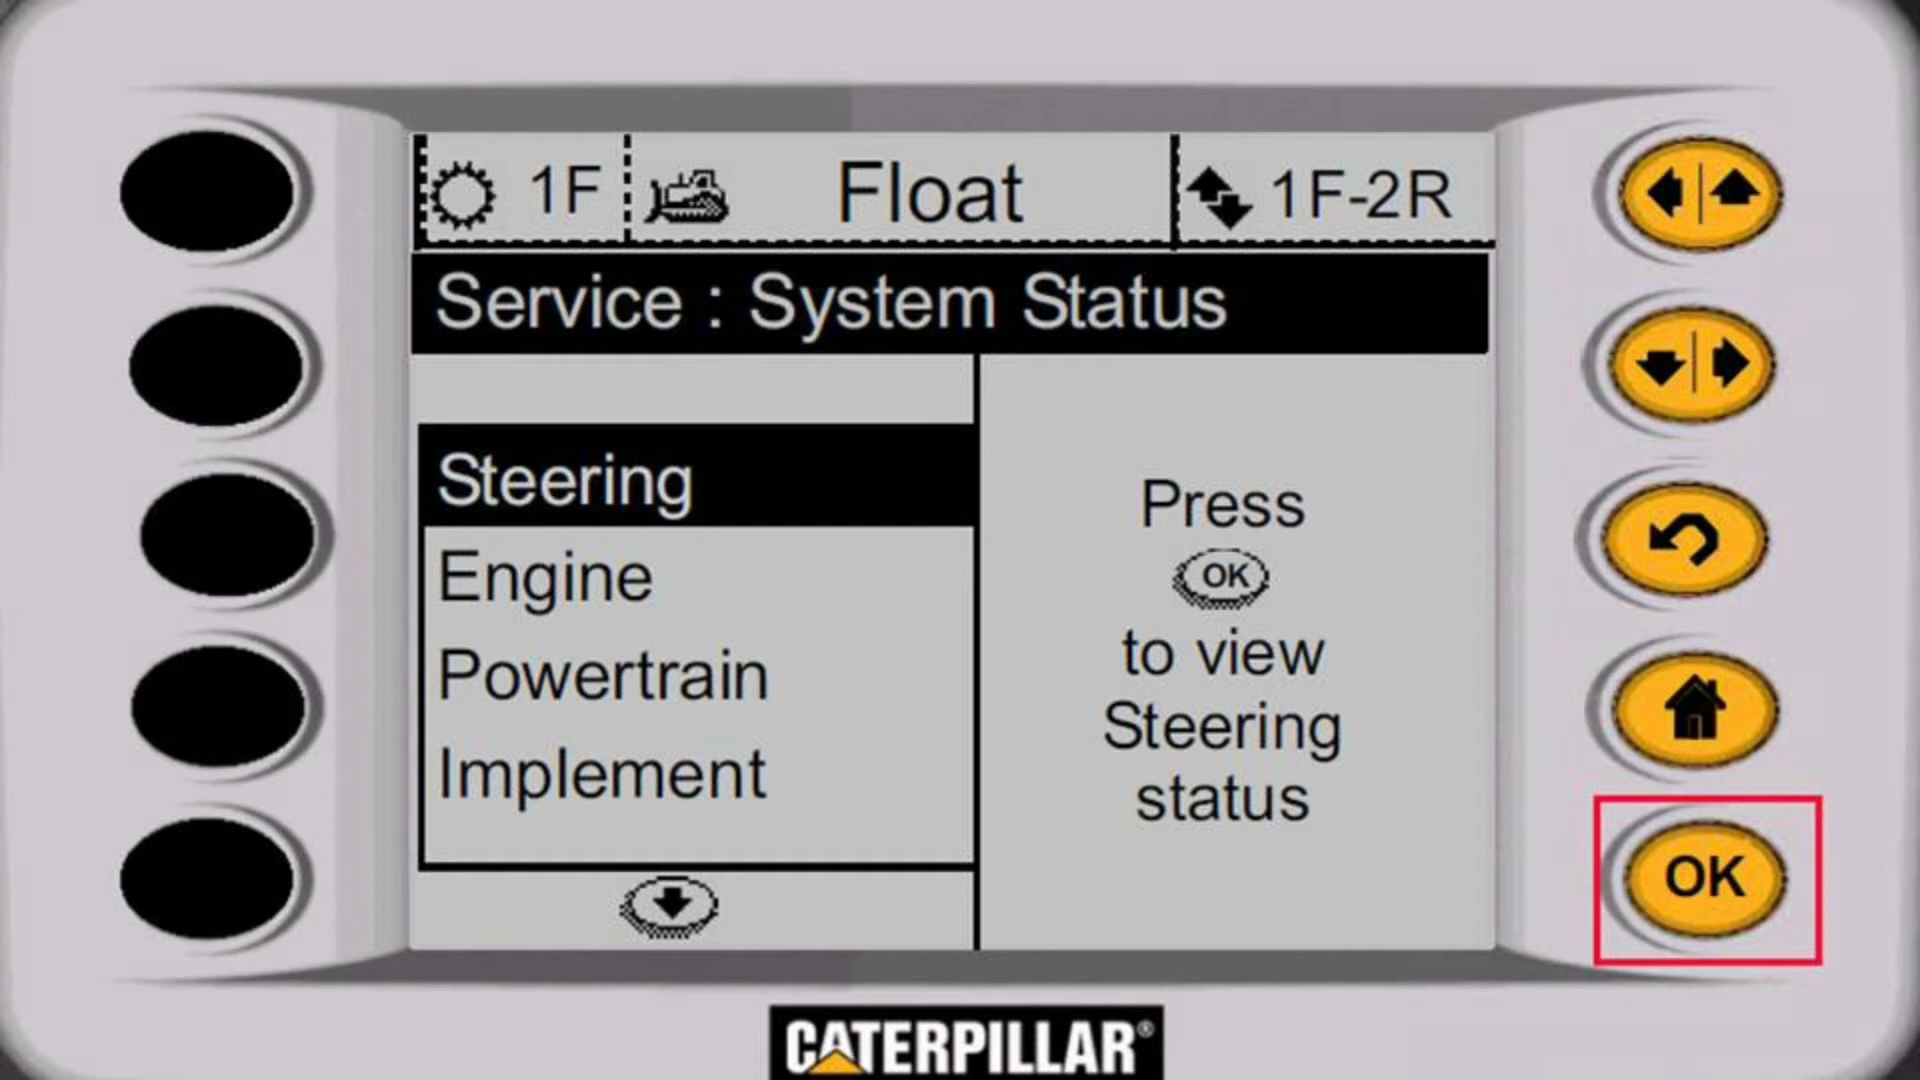 1F Float 1F-2R
Service : System Status
Steering
Engine
Powertrain
Implement
Press
OK
to view
Steering
status
OK
CATERPILLAR®